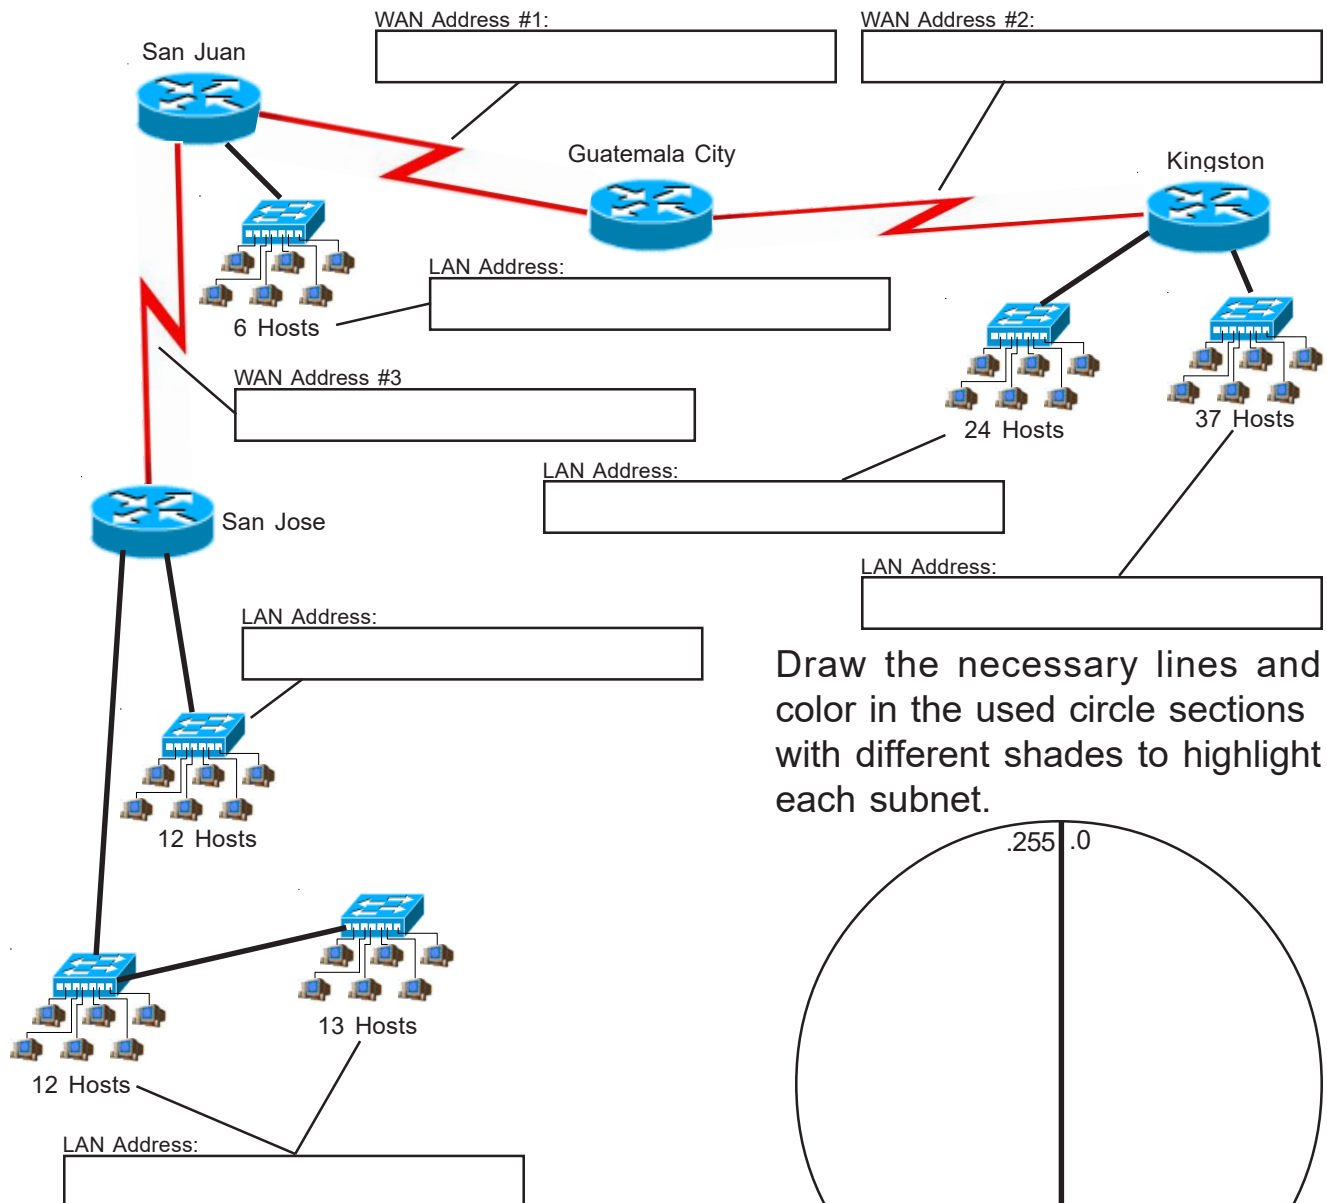 WAN Address #1:
WAN Address #2:
San Juan
Guatemala City
Kingston
LAN Address:
6 Hosts
WAN Address #3
24 Hosts
37 Hosts
LAN Address:
San Jose
LAN Address:
LAN Address:
Draw the necessary lines and
color in the used circle sections
with different shades to highlight
each subnet.
12 Hosts
.255 .0
13 Hosts
12 Hosts
LAN Address: